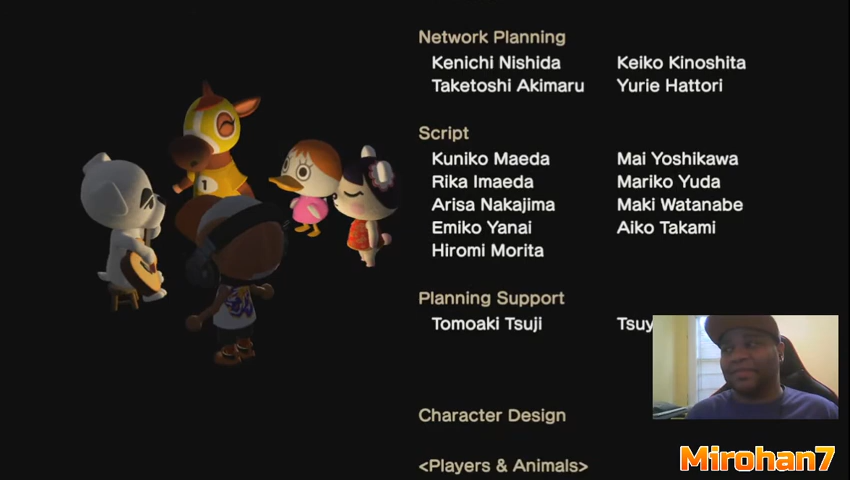 Network Planning
Kenichi Nishida Keiko Kinoshita
Taketoshi Akimaru Yurie Hattori
Script
Kuniko Maeda Mai Yoshikawa
Rika Imaeda Mariko Yuda
Arisa Nakajima Maki Watanabe
Emiko Yanai Aiko Takami
Hiromi Morita
Planning Support
Tomoaki Tsuji
Character Design
<Players & Animals>
1
Mirohan7